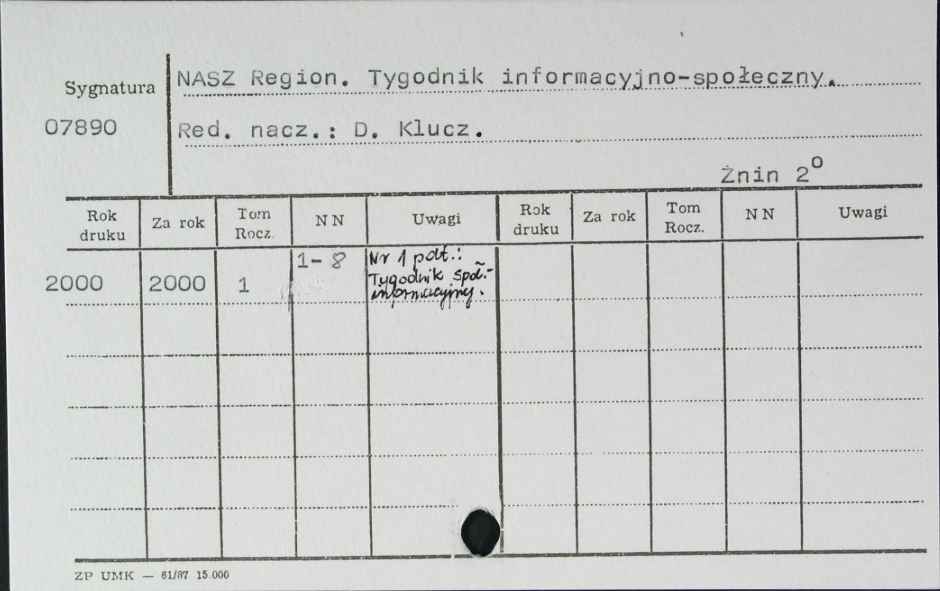 Sygnatura
07890
NASZ Region. Tygodnik informacyjno-społeczny.
Red. nacz.: D. Klucz.
Żnin 2°
Rok druku Za rok Tom Rocz. NN Uwagi Rok druku Za rok Tom Rocz. NN Uwagi
2000 2000 1 1-8 Nr 1 podt.:
Tygodnik społ.-
informacyjny.
ZP UMK — 61/87 15.000